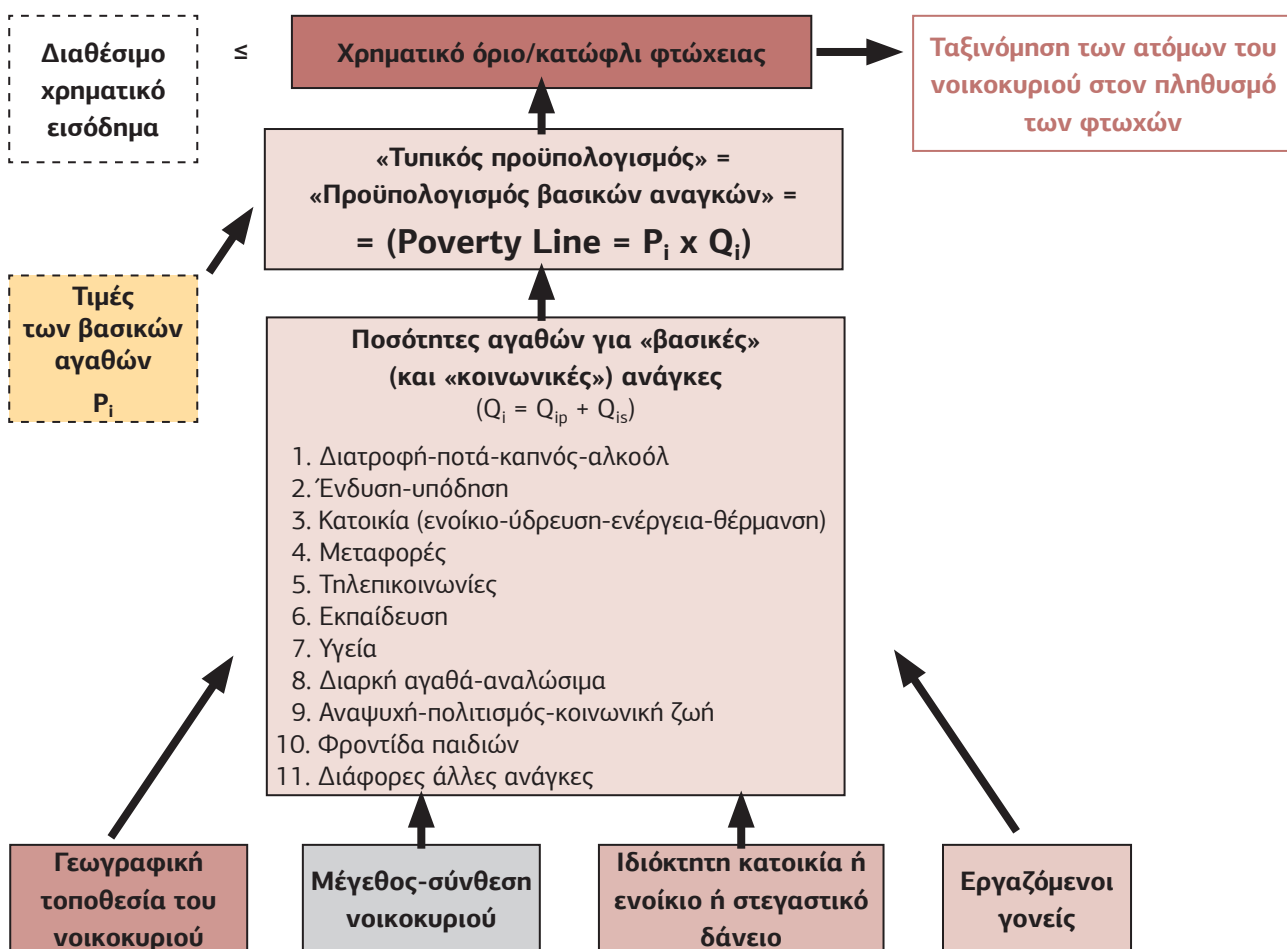 Διαθέσιμο
χρηματικό
εισόδημα
≤
Χρηματικό όριο/κατώφλι φτώχειας
Ταξινόμηση των ατόμων του
νοικοκυριού στον πληθυσμό
των φτωχών
«Τυπικός προϋπολογισμός» =
«Προϋπολογισμός βασικών αναγκών» =
= (Poverty Line = Pi x Qi)
Τιμές
των βασικών
αγαθών
Pi
Ποσότητες αγαθών για «βασικές»
(και «κοινωνικές») ανάγκες
(Qi = Qip + Qis)
1. Διατροφή-ποτά-καπνός-αλκοόλ
2. Ένδυση-υπόδηση
3. Κατοικία (ενοίκιο-ύδρευση-ενέργεια-θέρμανση)
4. Μεταφορές
5. Τηλεπικοινωνίες
6. Εκπαίδευση
7. Υγεία
8. Διαρκή αγαθά-αναλώσιμα
9. Αναψυχή-πολιτισμός-κοινωνική ζωή
10. Φροντίδα παιδιών
11. Διάφορες άλλες ανάγκες
Γεωγραφική
τοποθεσία του
νοικοκυριού
Μέγεθος-σύνθεση
νοικοκυριού
Ιδιόκτητη κατοικία ή
ενοίκιο ή στεγαστικό
δάνειο
Εργαζόμενοι
γονείς